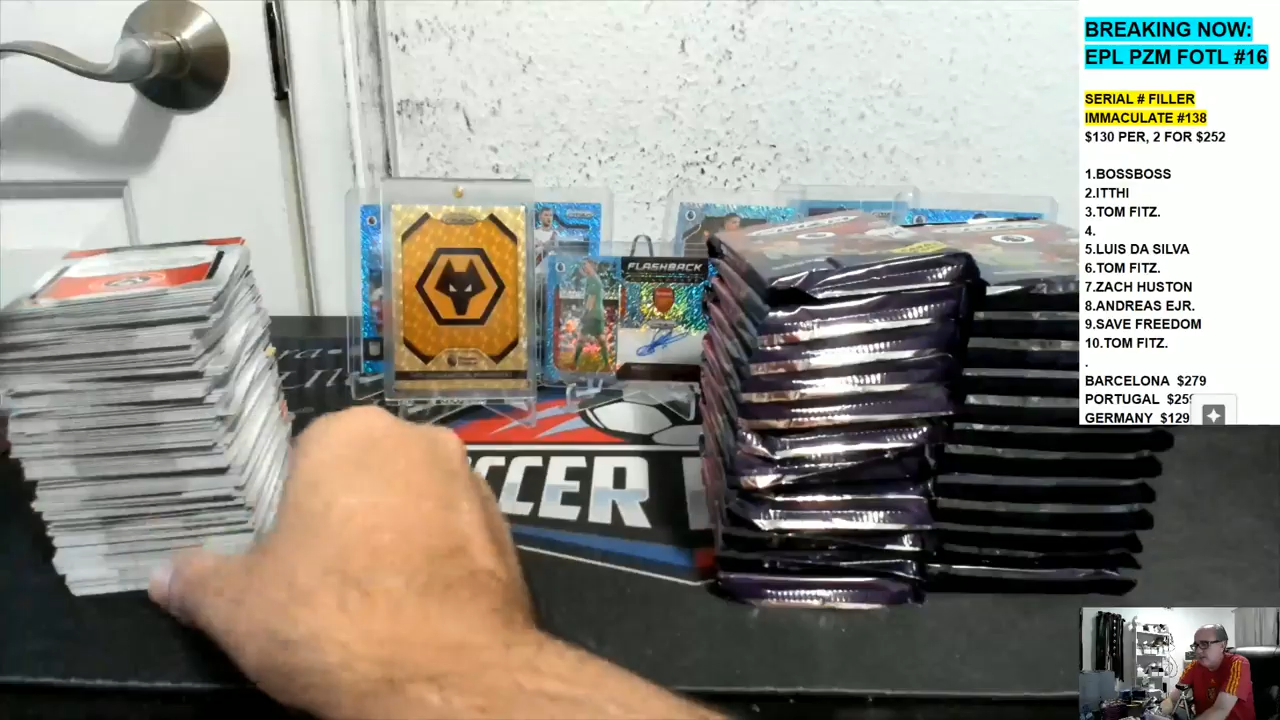 BREAKING NOW:
EPL PZM FOTL #16
SERIAL # FILLER
IMMACULATE #138
$130 PER, 2 FOR $252
1.BOSSBOSS
2.ITTHI
3.TOM FITZ.
4.
5.LUIS DA SILVA
6.TOM FITZ.
7.ZACH HUSTON
8.ANDREAS EJR.
9.SAVE FREEDOM
10.TOM FITZ.
.
BARCELONA $279
PORTUGAL
GERMANY $129
FLASHBACK
CCER